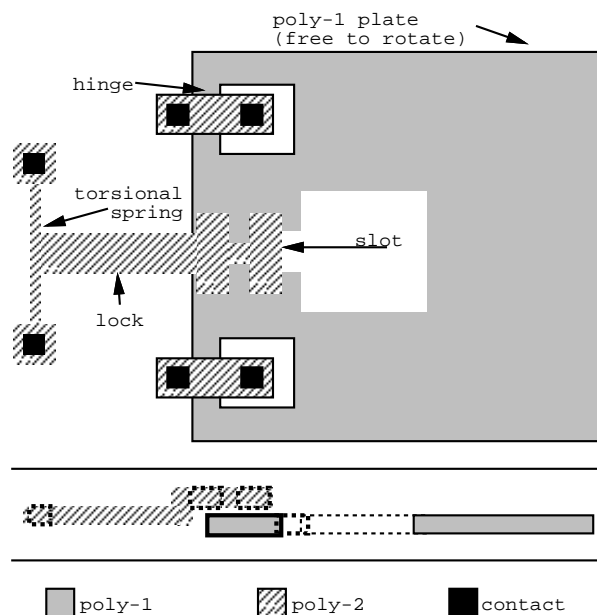 poly-1 plate
(free to rotate)
hinge
torsional
spring
slot
lock
poly-1
poly-2
contact